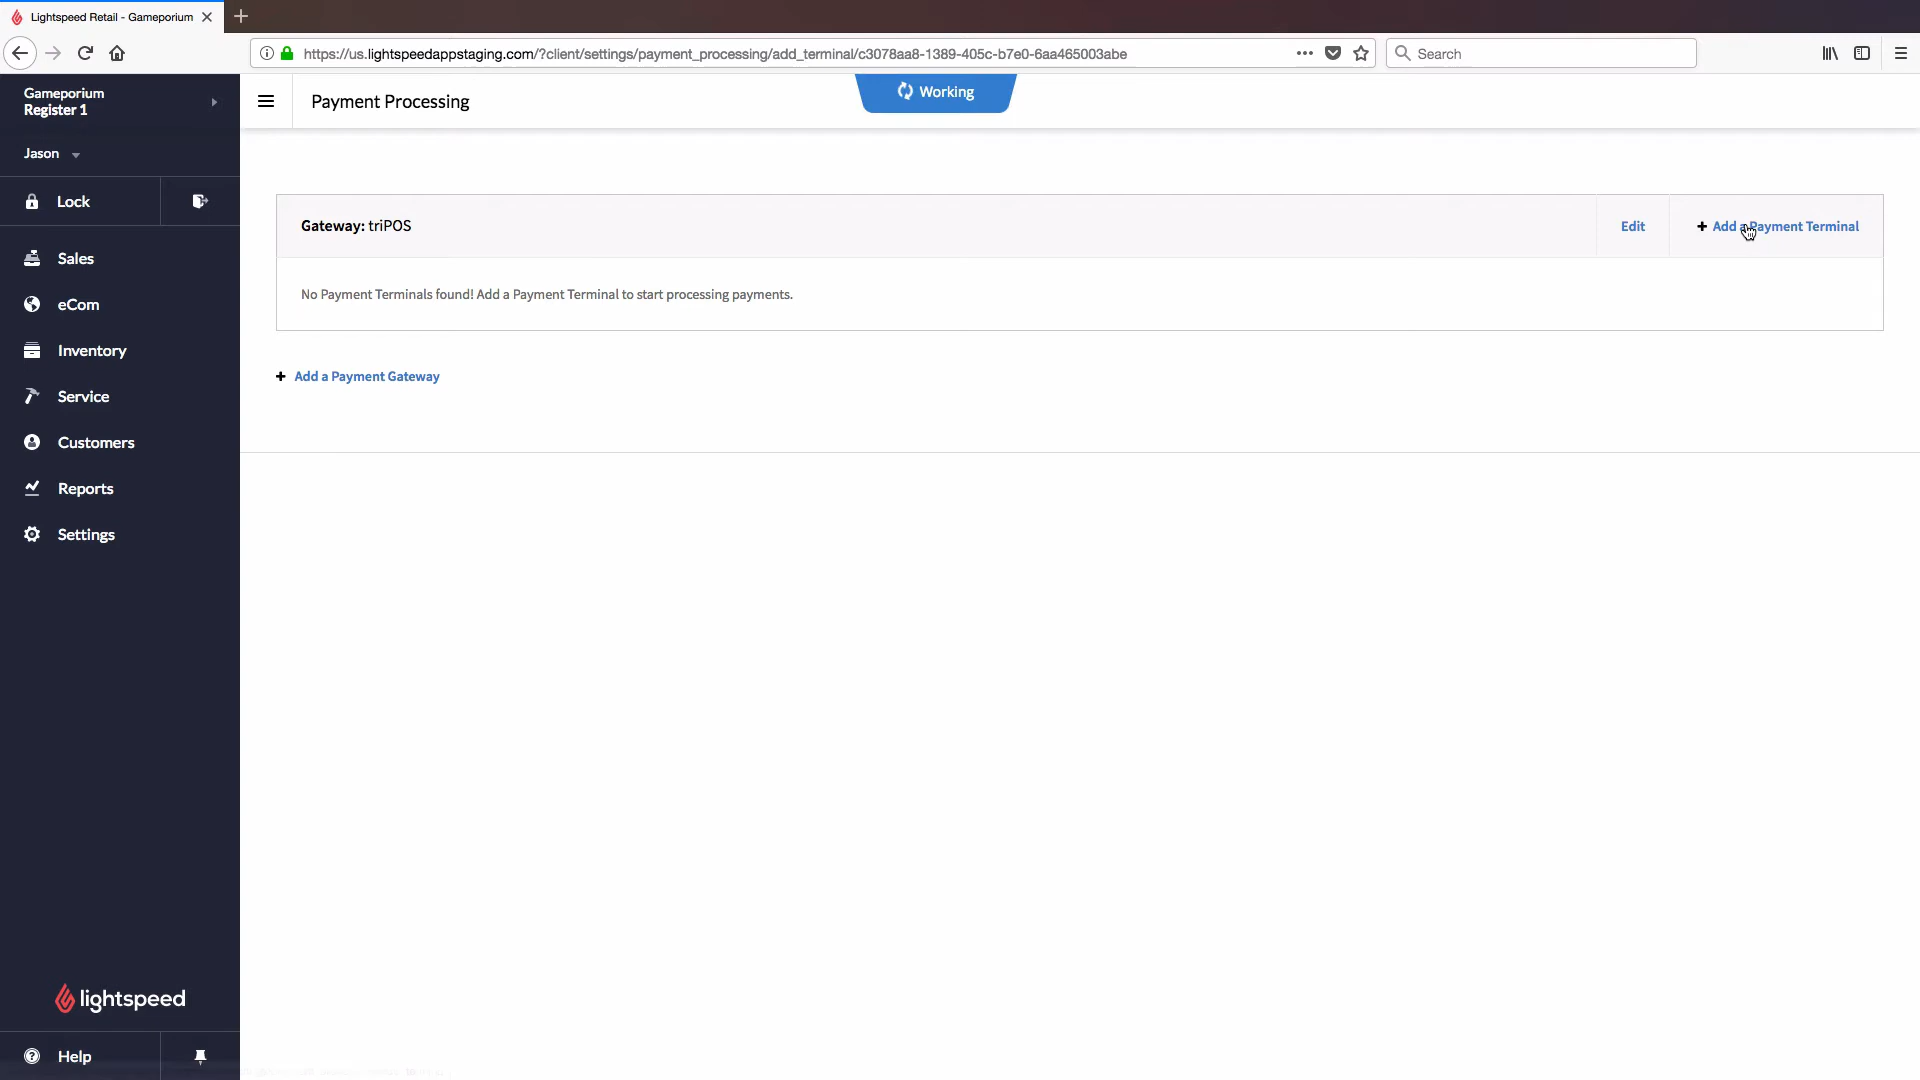 Lightspeed Retail - Gameporium
https://us.lightspeedappstaging.com/?client/settings/payment_processing/add_terminal/c3078aa8-1389-405c-b7e0-6aa465003abe
Search
Gameporium
Register 1
Jason
Lock
Sales
eCom
Inventory
Service
Customers
Reports
Settings
lightspeed
Help
Payment Processing
Working
Gateway: triPOS
Edit
+ Add a Payment Terminal
No Payment Terminals found! Add a Payment Terminal to start processing payments.
+ Add a Payment Gateway